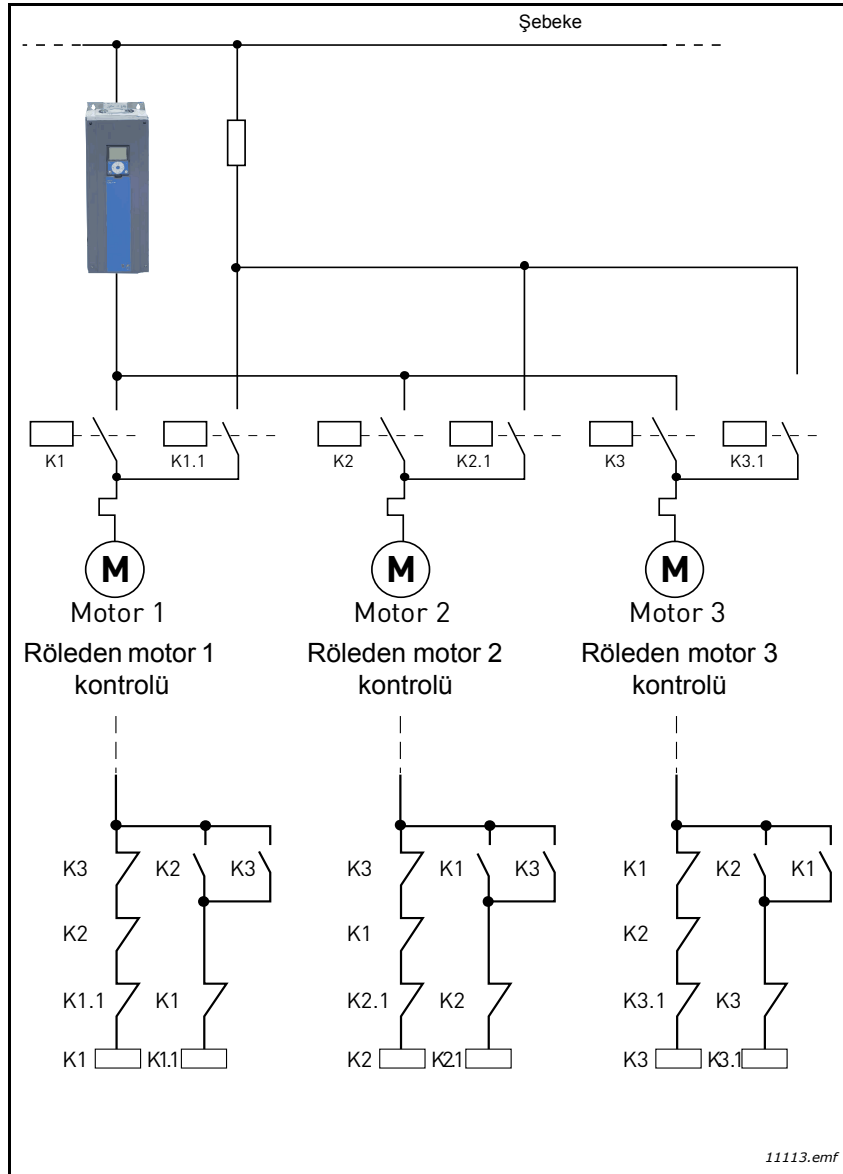 Şebeke
K1 K1.1 K2 K2.1 K3 K3.1
M M M
Motor 1 Motor 2 Motor 3
Röleden motor 1 Röleden motor 2 Röleden motor 3
kontrolü kontrolü kontrolü
K3 K2 K3 K3 K1 K3 K1 K2 K1
K2 K1 K2
K1.1 K1 K2.1 K2 K3.1 K3
K1 K1.1 K2 K2.1 K3 K3.1
11113.emf